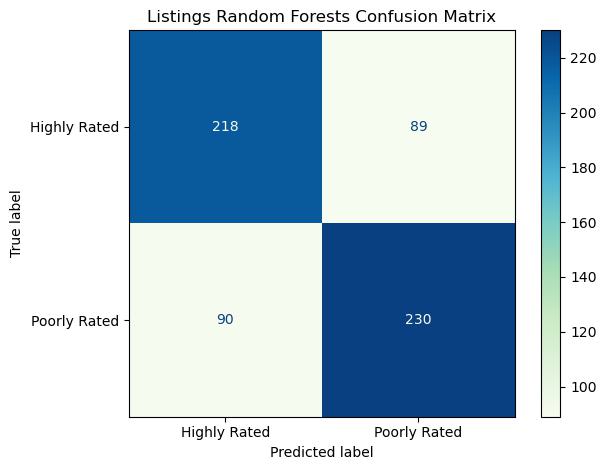 Listings Random Forests Confusion Matrix
True label
Highly Rated
Poorly Rated
218
89
90
230
Highly Rated
Poorly Rated
Predicted label
220
200
180
160
140
120
100